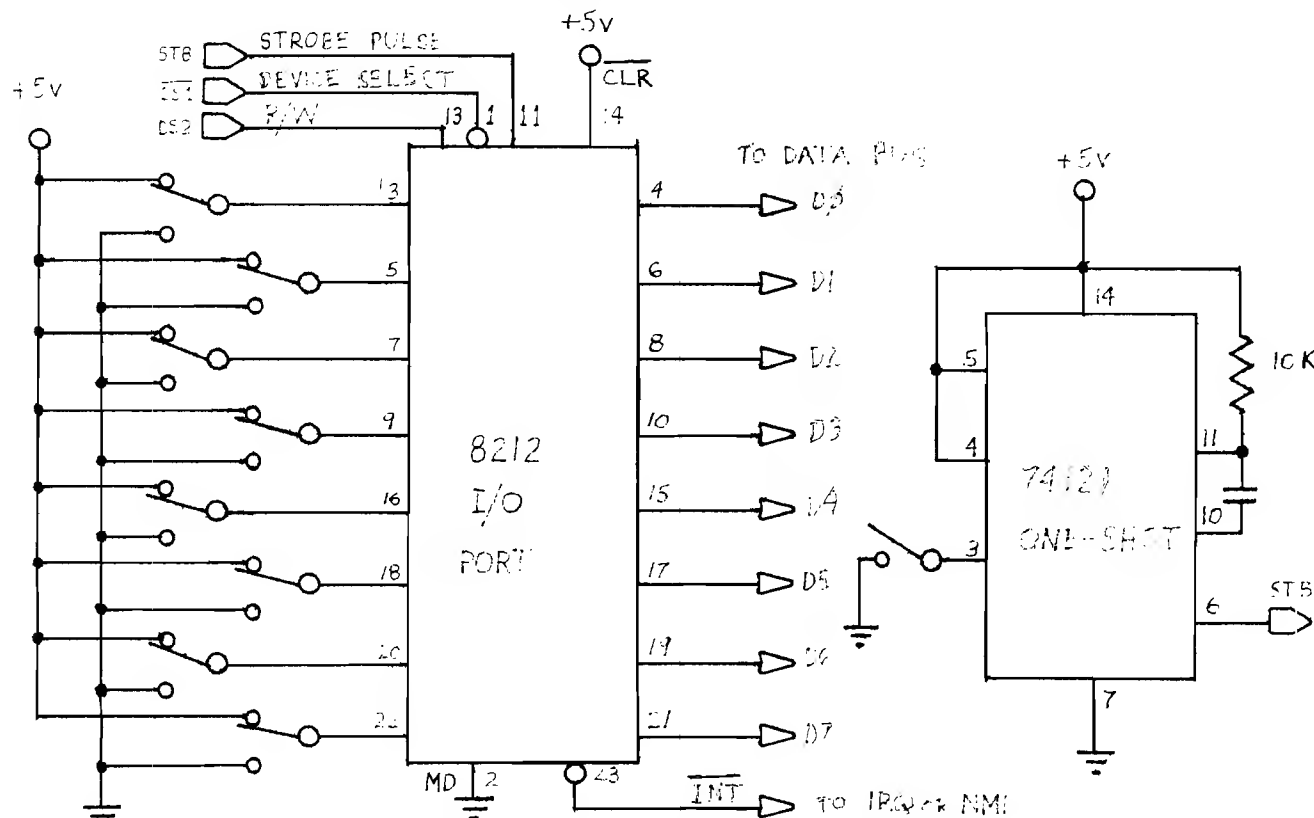 +5v
STB STROBE PULSE
DEVICE SELECT
DS2 R/W
+5v
CLR
13 1 11 14
TO DATA
3
4
5
6 D1
7
8 D2
9
10 D3
16
15
18
17 D5
20
19 D6
22
21 D7
8212
I/O
PORT
MD 2
23
INT
TO IRQ or NMI
+5v
14
5
4
3
10K
11
10
74121
ONE-SHOT
6 STB
7